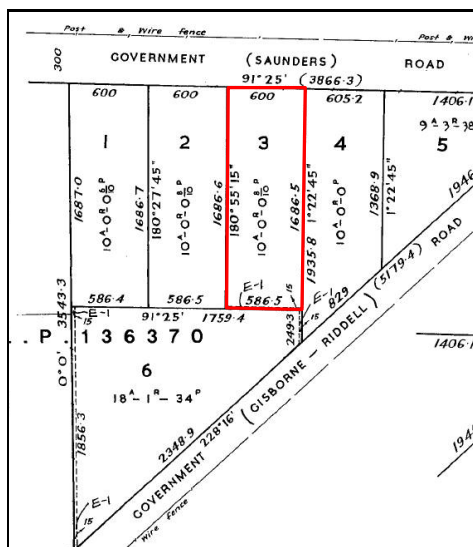 Post & Wire fence
Post & Wi
300
GOVERNMENT (SAUNDERS) ROAD
91°25' (3866.3)
600 600 600 605.2 1406.1
1 2 3 4 5
9A-3R-38
1687.0
10A-0R-0 8/10P
1686.7
180°27'45"
10A-0R-0 8/10P
1686.6
180°55'15"
10A-0R-0 8/10P
1686.5
1°22'45"
10A-0R-0P
1368.9
1°22'45"
1946
1935.8
586.4 586.5 (586.5
E-1
15
91°25' 1759.4
E-1
15
249.3
E-1
15
829
(5179.4)
3543.3
0°0'
.P.136370
6
18A-1R-34P
1856.3
2348.9
228°16'
GOVERNMENT (GISBORNE - RIDDELL) ROAD
1406.1
E-1
15
Wire fence